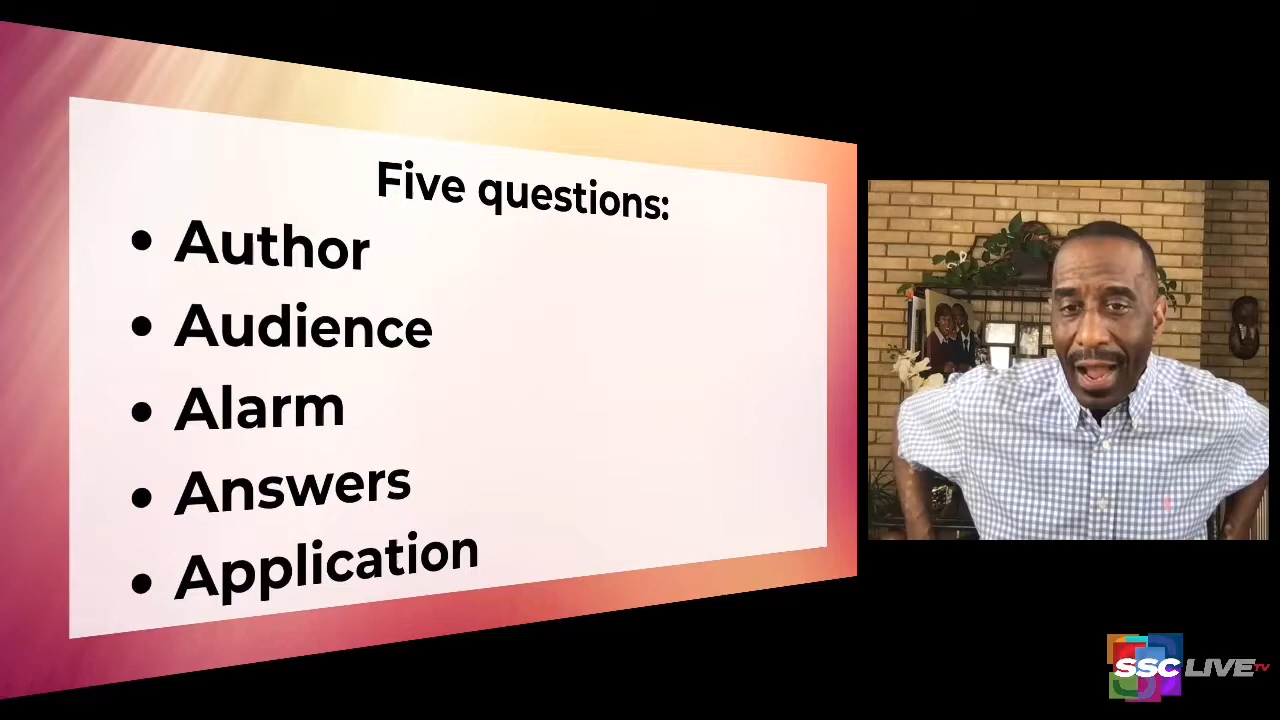 Five questions:
• Author
• Audience
• Alarm
• Answers
• Application
SSC LIVE TV